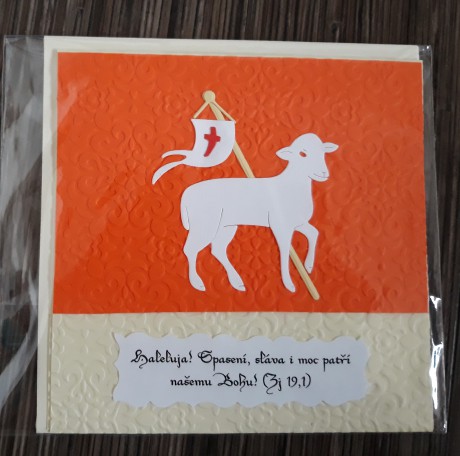 Haleluja! Spasení, sláva i moc patří
našemu Bohu! (Zj 19,1)